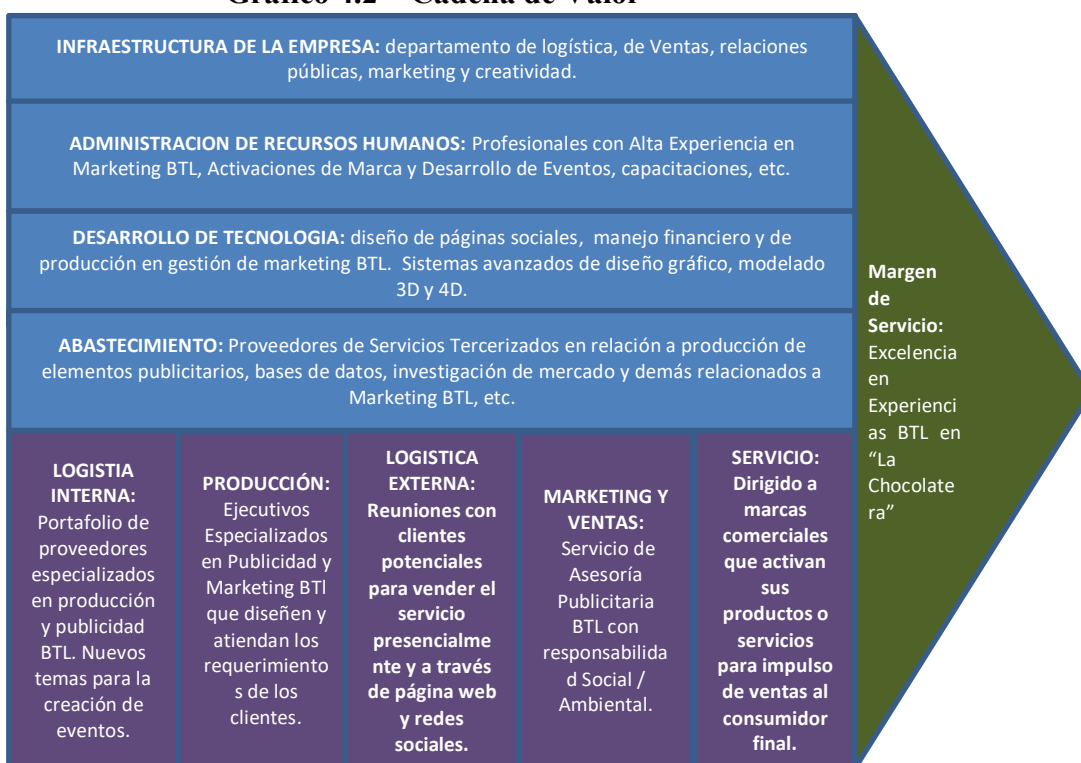 Gráfico 4.2 – Cadena de Valor
INFRAESTRUCTURA DE LA EMPRESA: departamento de logística, de Ventas, relaciones
públicas, marketing y creatividad.
ADMINISTRACION DE RECURSOS HUMANOS: Profesionales con Alta Experiencia en
Marketing BTL, Activaciones de Marca y Desarrollo de Eventos, capacitaciones, etc.
DESARROLLO DE TECNOLOGIA: diseño de páginas sociales, manejo financiero y de
producción en gestión de marketing BTL. Sistemas avanzados de diseño gráfico, modelado
3D y 4D.
ABASTECIMIENTO: Proveedores de Servicios Tercerizados en relación a producción de
elementos publicitarios, bases de datos, investigación de mercado y demás relacionados a
Marketing BTL, etc.
LOGISTIA
INTERNA:
Portafolio de
proveedores
especializados
en producción
y publicidad
BTL. Nuevos
temas para la
creación de
eventos.
PRODUCCIÓN:
Ejecutivos
Especializados
en Publicidad y
Marketing BTl
que diseñen y
atiendan los
requerimiento
s de los
clientes.
LOGISTICA
EXTERNA:
Reuniones con
clientes
potenciales
para vender el
servicio
presencialme
nte y a través
de página web
y redes
sociales.
MARKETING Y
VENTAS:
Servicio de
Asesoría
Publicitaria
BTL con
responsabilida
d Social /
Ambiental.
SERVICIO:
Dirigido a
marcas
comerciales
que activan
sus
productos o
servicios
para impulso
de ventas al
consumidor
final.
Margen
de
Servicio:
Excelencia
en
Experienci
as BTL en
“La
Chocolate
ra”